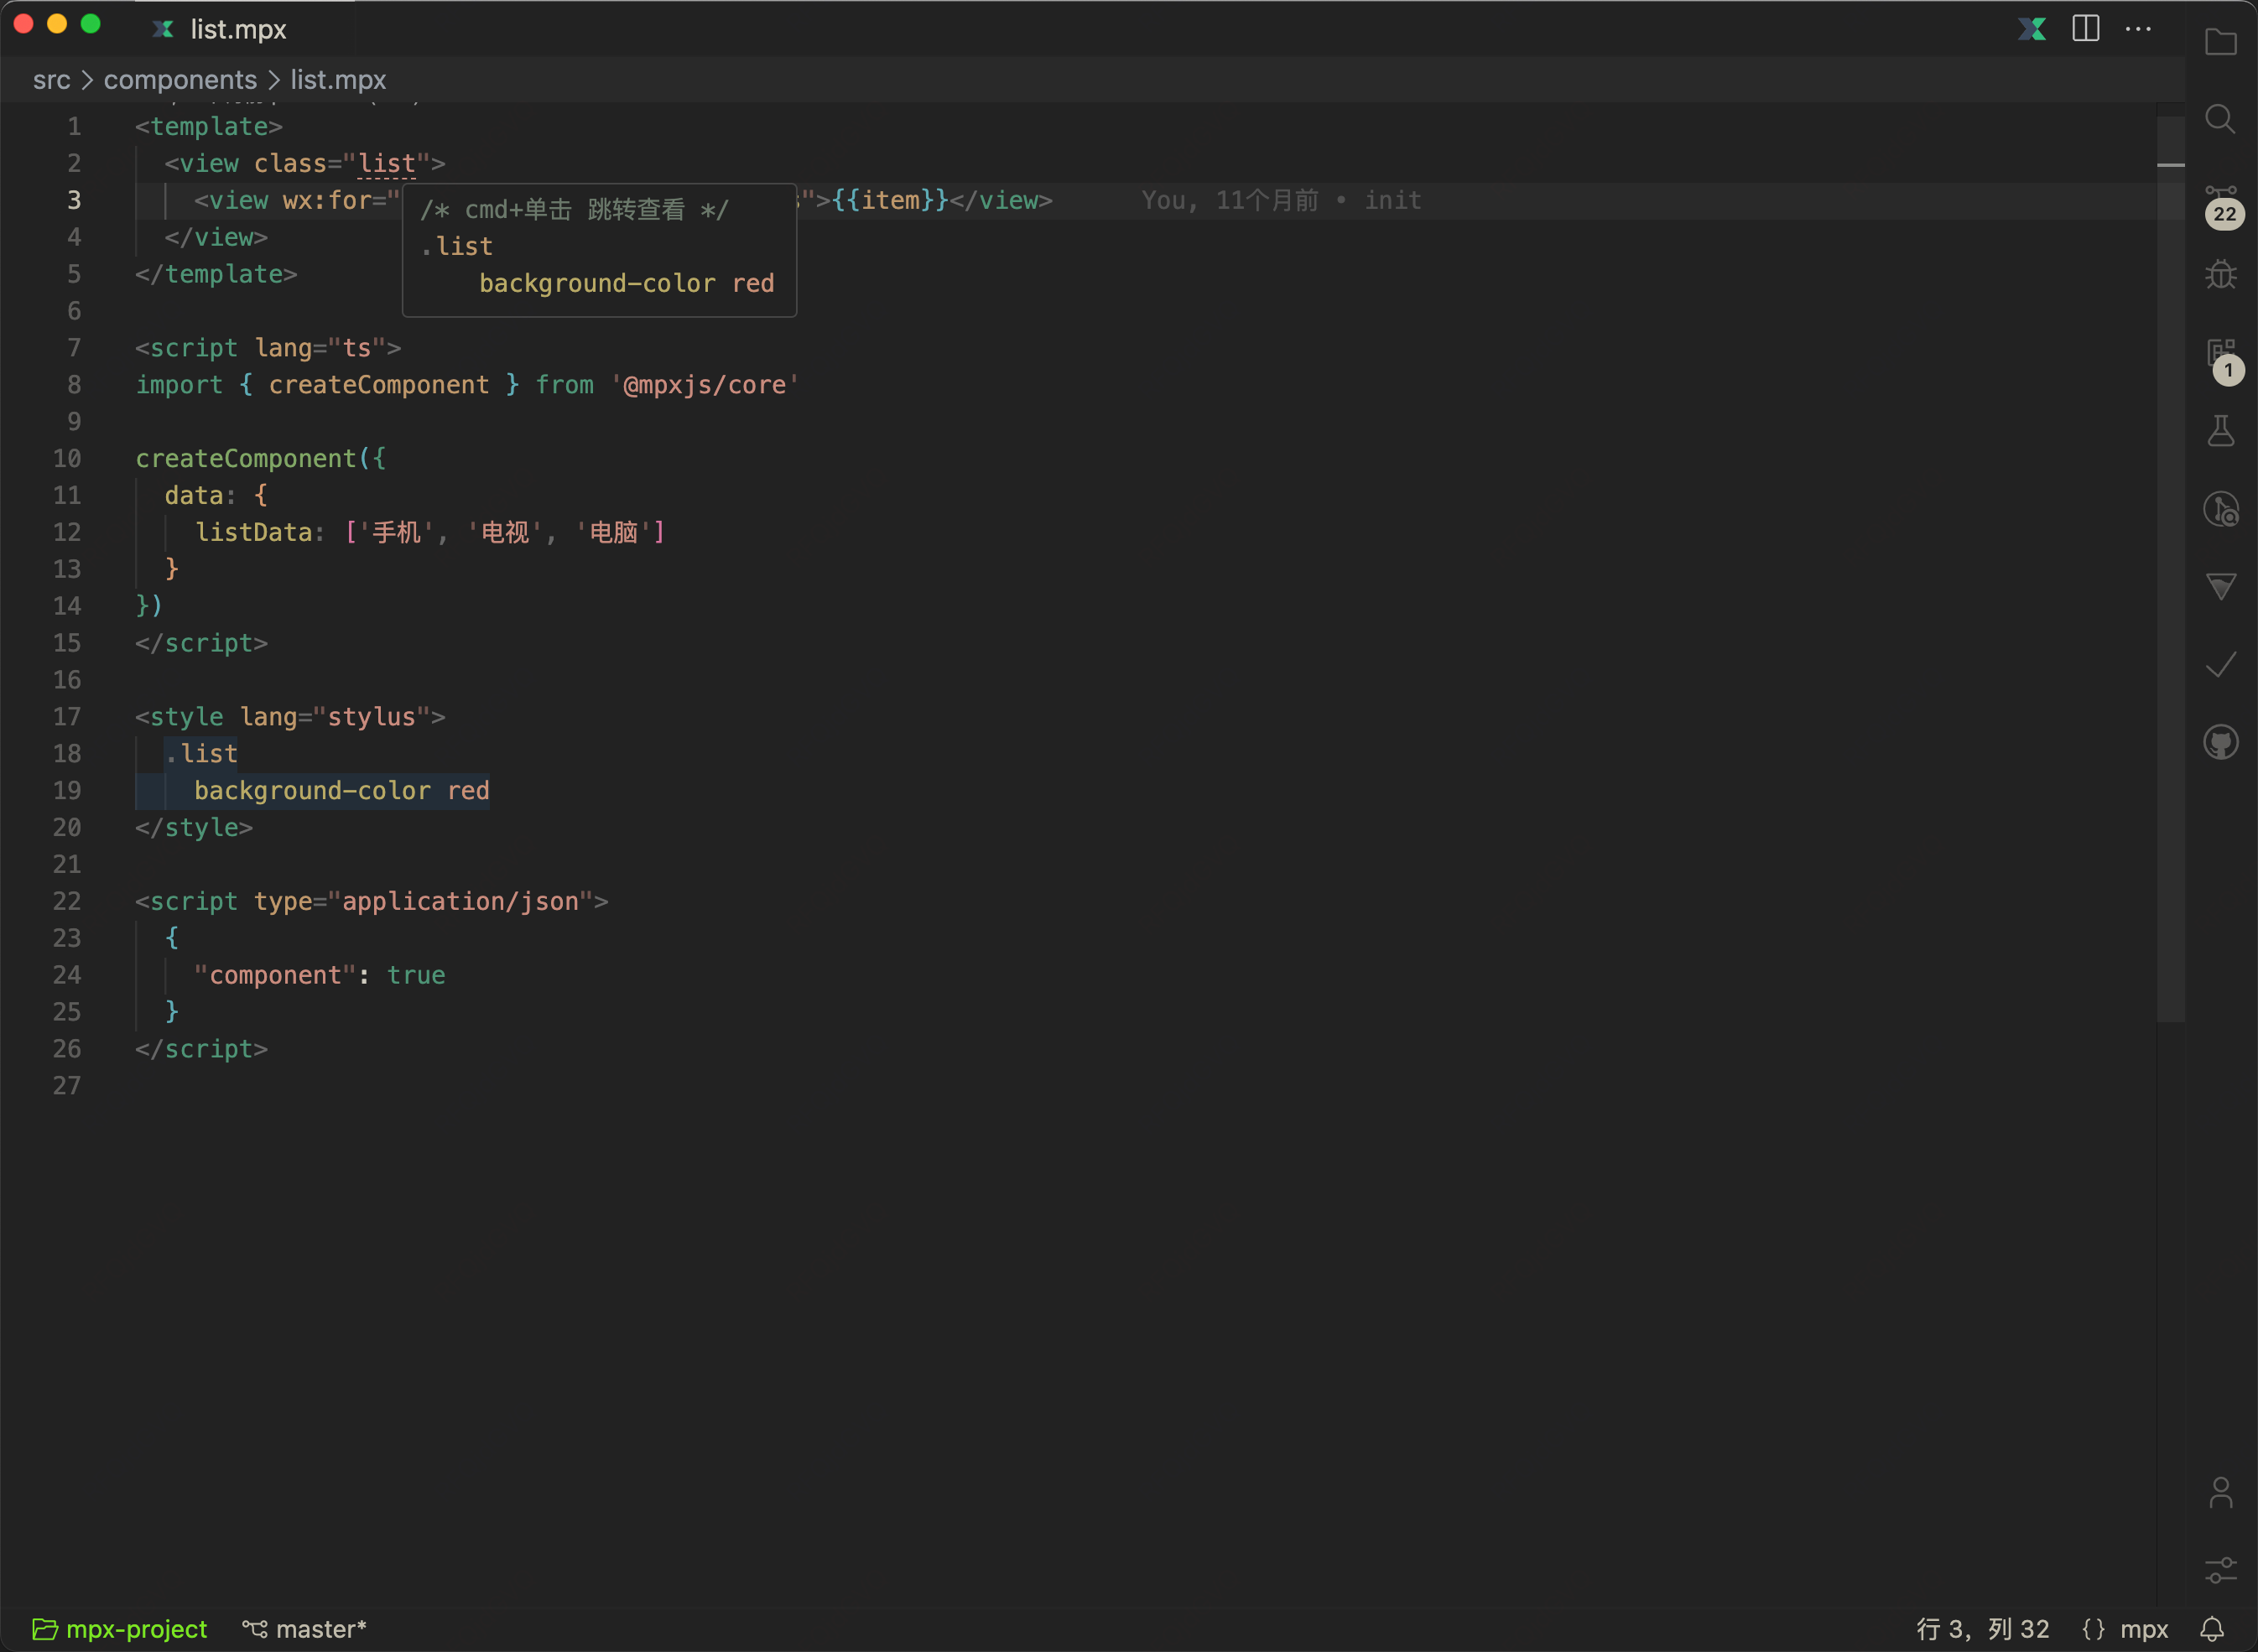 list.mpx
src > components > list.mpx
1 <template>
2 <view class="list">
3 <view wx:for=" ">{{item}}</view> You, 11个月前 • init
/* cmd+单击 跳转查看 */
.list
background-color red
4 </view>
5 </template>
6
7 <script lang="ts">
8 import { createComponent } from '@mpxjs/core'
9
10 createComponent({
11 data: {
12 listData: ['手机', '电视', '电脑']
13 }
14 })
15 </script>
16
17 <style lang="stylus">
18 .list
19 background-color red
20 </style>
21
22 <script type="application/json">
23 {
24 "component": true
25 }
26 </script>
27
22
1
mpx-project master* 行 3, 列 32 {} mpx